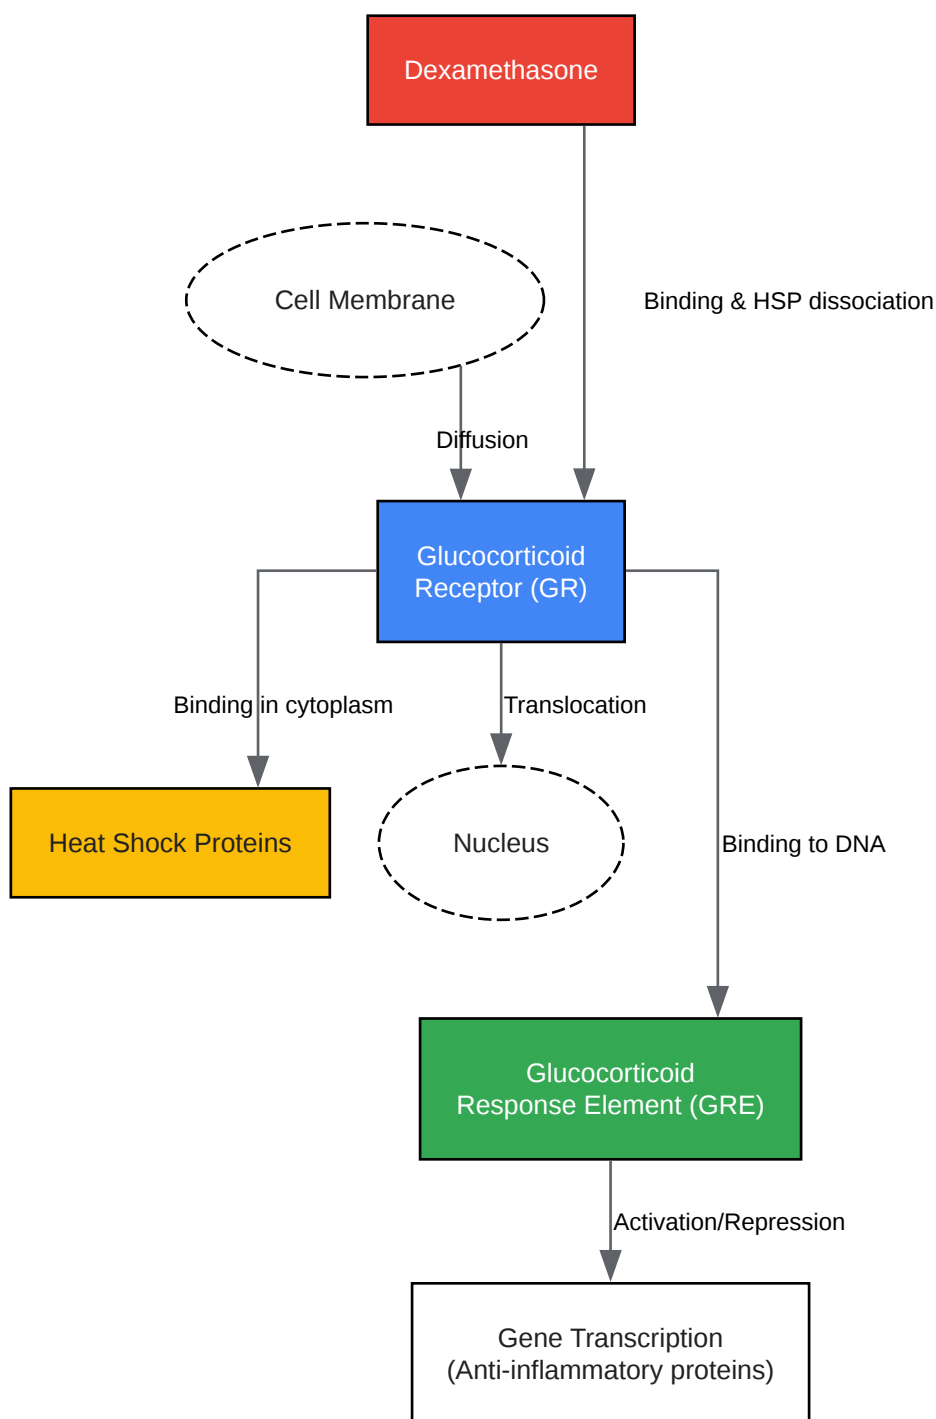 Dexamethasone
Cell Membrane
Binding & HSP dissociation
Diffusion
Glucocorticoid
Receptor (GR)
Binding in cytoplasm
Translocation
Heat Shock Proteins
Nucleus
Binding to DNA
Glucocorticoid
Response Element (GRE)
Activation/Repression
Gene Transcription
(Anti-inflammatory proteins)